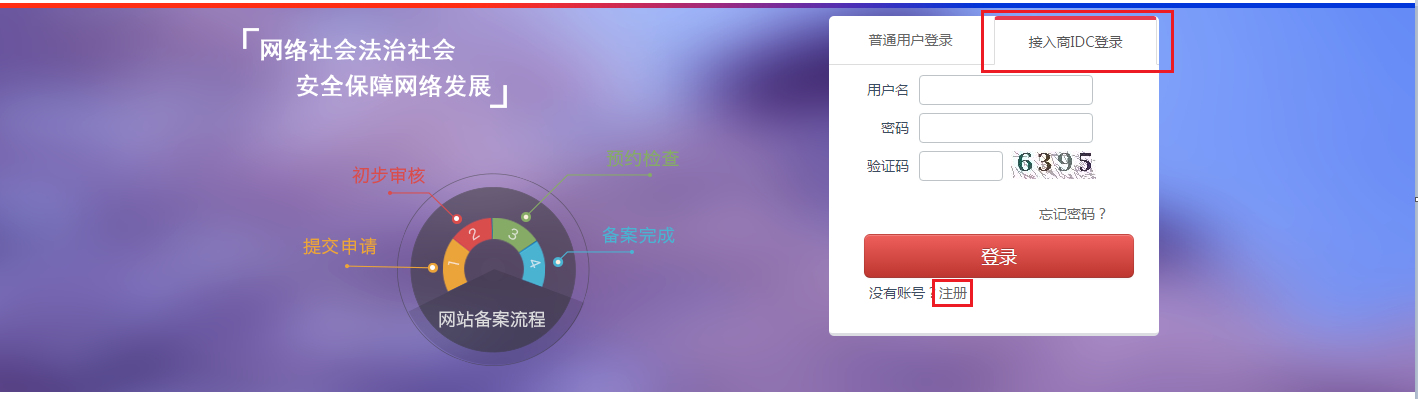 「网络社会法治社会
安全保障网络发展」
普通用户登录
接入商IDC登录
用户名
密码
验证码
6395
忘记密码？
登录
没有账号？注册
预约检查
初步审核
备案完成
提交申请
1
2
3
4
网站备案流程